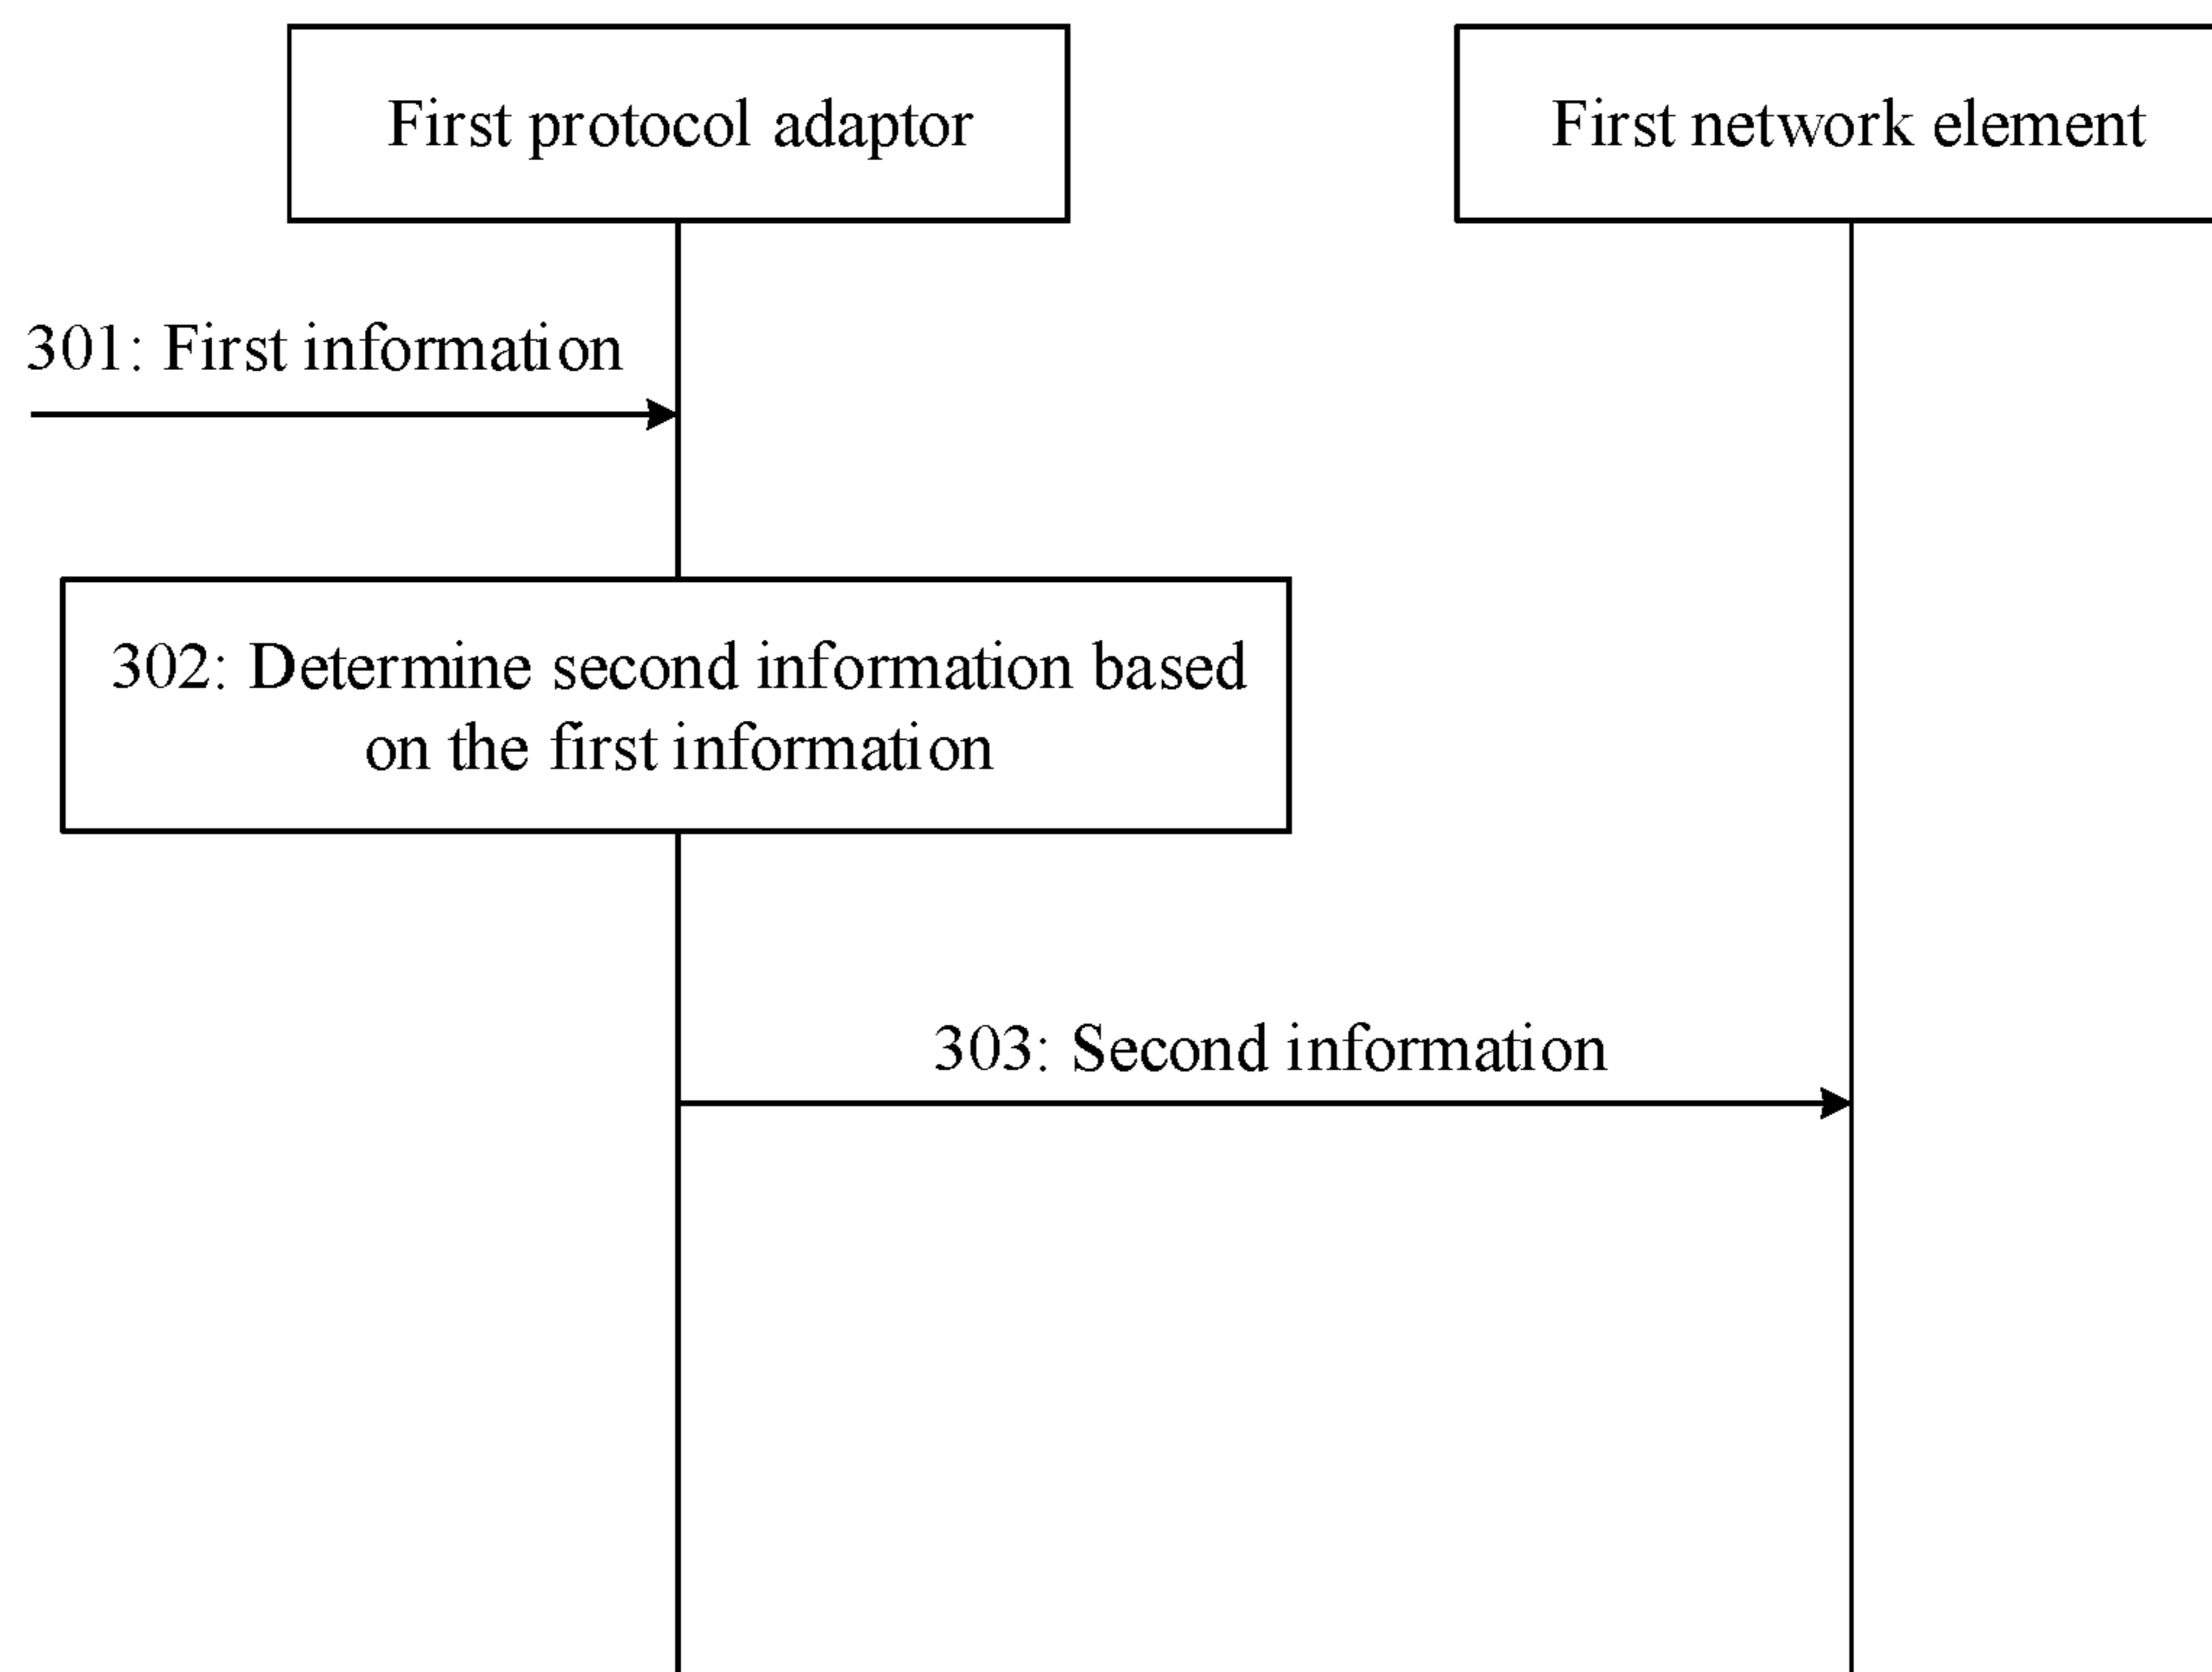 First protocol adaptor
First network element
301: First information
302: Determine second information based
on the first information
303: Second information